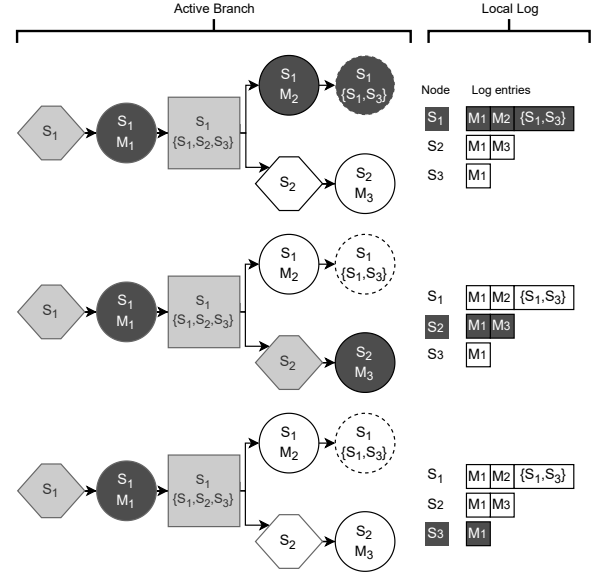 Active Branch
Local Log
Node Log entries
S₁
S₁
M₁
S₁
{S₁,S₂,S₃}
S₁
M₂
S₁
{S₁,S₃}
S₂
S₂
M₃
S₁ M₁ M₂ {S₁,S₃}
S₂ M₁ M₃
S₃ M₁
S₁
S₁
M₁
S₁
{S₁,S₂,S₃}
S₁
M₂
S₁
{S₁,S₃}
S₂
S₂
M₃
S₁ M₁ M₂ {S₁,S₃}
S₂ M₁ M₃
S₃ M₁
S₁
S₁
M₁
S₁
{S₁,S₂,S₃}
S₁
M₂
S₁
{S₁,S₃}
S₂
S₂
M₃
S₁ M₁ M₂ {S₁,S₃}
S₂ M₁ M₃
S₃ M₁